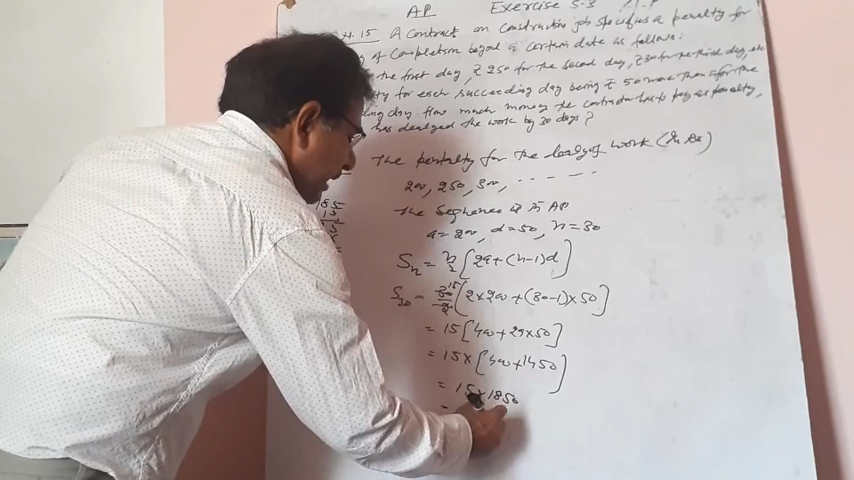 AP Exercise 5.3
15 A Contract on Construction job specifies a penalty for
of Completion beyond a certain date as follows:
the first day, ₹ 250 for the second day, ₹ 300 for the third day, etc
for each succeeding day being ₹ 50 more than for the
day How much money the contractor has to pay as penalty,
has the work by 30 days?
The penalty for the of work (In Rs)
200, 250, 300, ......
185
The is in AP
a = 200, d = 50, n = 30
Sn = n/2 [2a + (n-1)d]
S30 = 30/2 [2×200 + (30-1)×50]
= 15 [400 + 29×50]
= 15 × [400 + 1450]
= 15 × 1850
=